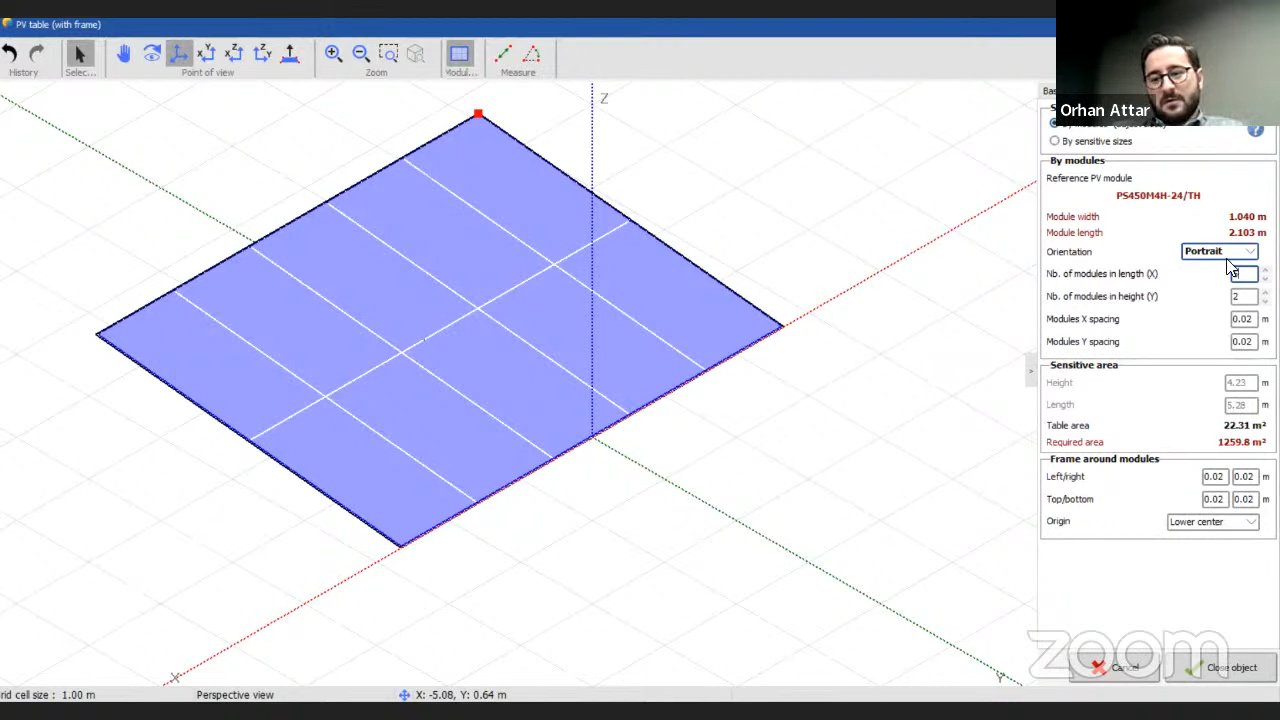 PV table (with frame)
History
Selec...
Point of view
Zoom
Modul...
Measure
Z
X
Y
Orhan Attar
By sensitive sizes
By modules
Reference PV module
PS450M4H-24/TH
Module width 1.040 m
Module length 2.103 m
Orientation Portrait
Nb. of modules in length (X)
Nb. of modules in height (Y) 2
Modules X spacing 0.02 m
Modules Y spacing 0.02 m
Sensitive area
Height 4.23 m
Length 5.28 m
Table area 22.31 m²
Required area 1259.8 m²
Frame around modules
Left/right 0.02 0.02 m
Top/bottom 0.02 0.02 m
Origin Lower center
zoom
Cancel Close object
rid cell size : 1.00 m Perspective view X: -5.08, Y: 0.64 m